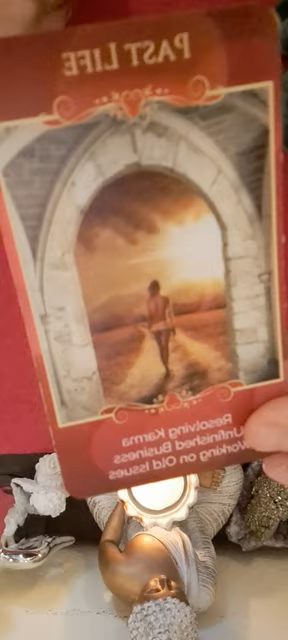 PAST LIFE
Resolving Karma
Unfinished Business
Working on Old Issues